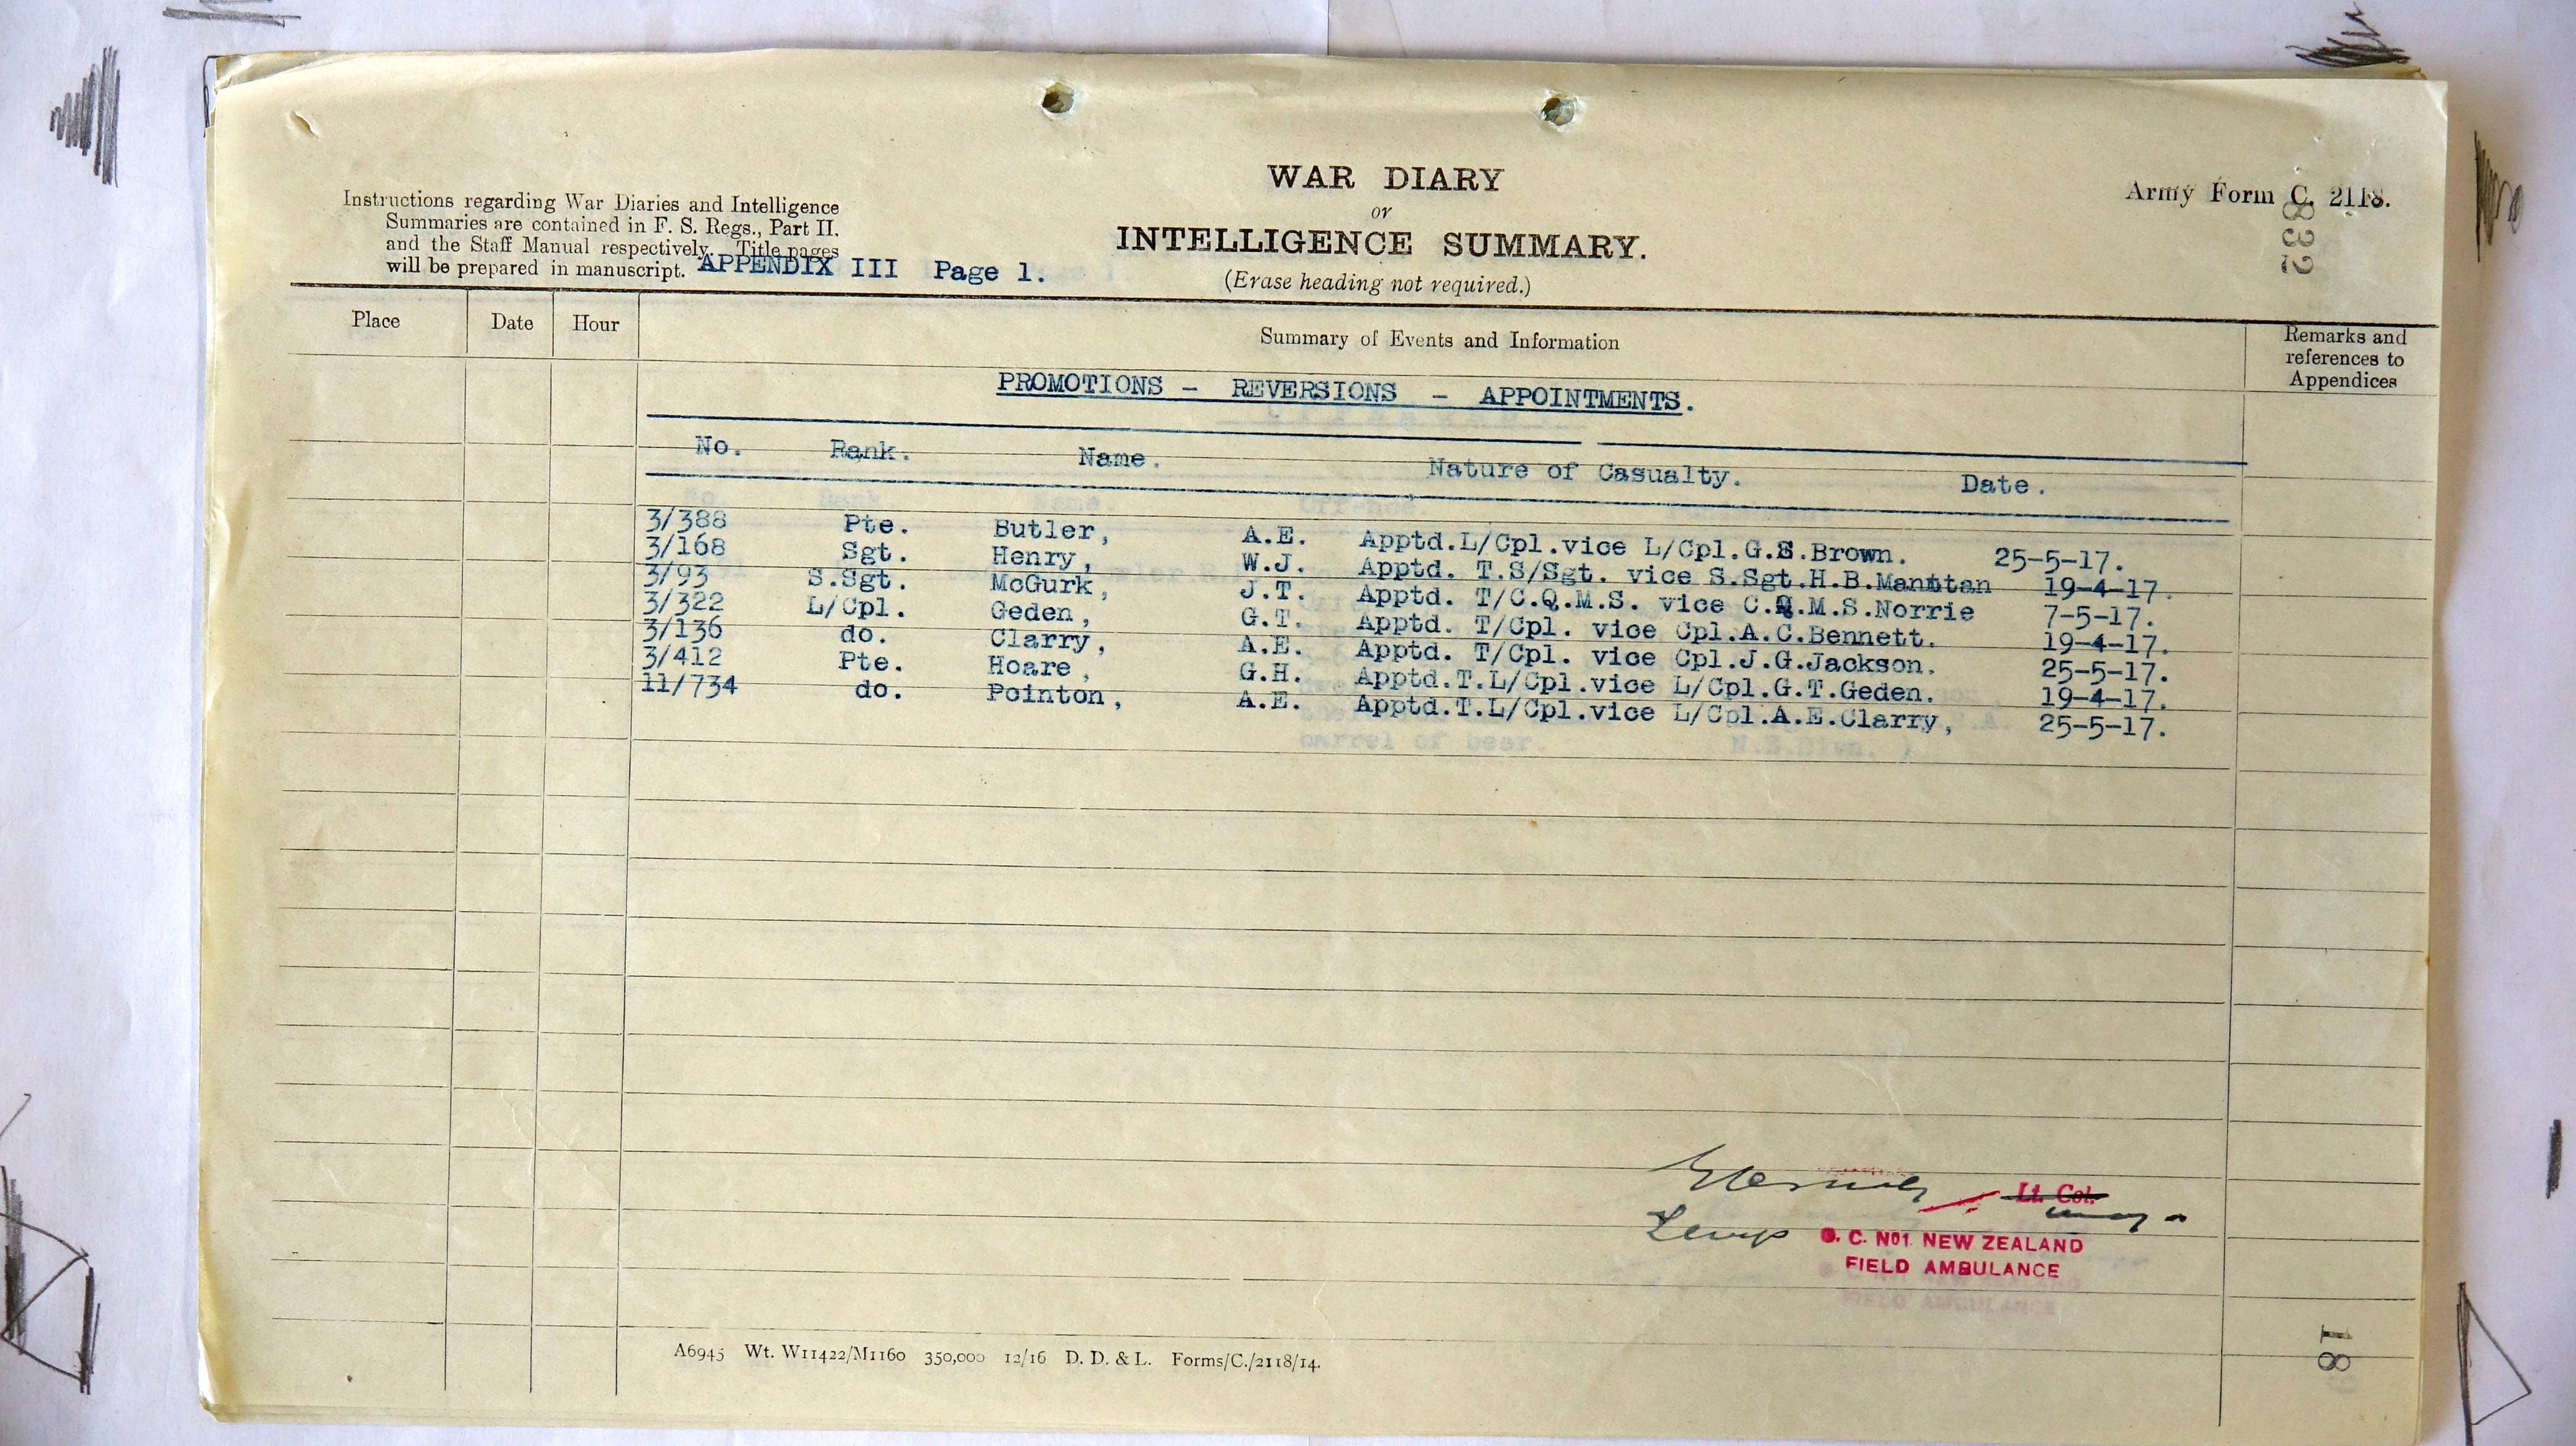 Instructions regarding War Diaries and Intelligence
Summaries are contained in F. S. Regs., Part II.
and the Staff Manual respectively. Title pages
will be prepared in manuscript.
APPENDIX III Page 1.
WAR DIARY
or
INTELLIGENCE SUMMARY.
(Erase heading not required.)
Army Form C. 2118.
832
Place Date Hour Summary of Events and Information Remarks and references to Appendices
PROMOTIONS - REVERSIONS - APPOINTMENTS.
No. Rank. Name. Nature of Casualty. Date.
3/388 Pte. Butler, A.E. Apptd.L/Cpl.vice L/Cpl.G.S.Brown. 25-5-17.
3/168 Sgt. Henry, W.J. Apptd. T.S/Sgt. vice S.Sgt.H.B.Manttan 19-4-17.
3/93 S.Sgt. McGurk, J.T. Apptd. T/C.Q.M.S. vice C.Q.M.S.Norrie 7-5-17.
3/322 L/Cpl. Geden, G.T. Apptd. T/Cpl. vice Cpl.A.C.Bennett. 19-4-17.
3/136 do. Clarry, A.E. Apptd. T/Cpl. vice Cpl.J.G.Jackson. 25-5-17.
3/412 Pte. Hoare, G.H. Apptd.T.L/Cpl.vice L/Cpl.G.T.Geden. 19-4-17.
11/734 do. Pointon, A.E. Apptd.T.L/Cpl.vice L/Cpl.A.E.Clarry, 25-5-17.
barrel of beer. N.Z.Divn. )
Lt. Col.
O. C. No1. NEW ZEALAND
FIELD AMBULANCE
A6945 Wt. W11422/M1160 350,000 12/16 D. D. & L. Forms/C./2118/14.
18